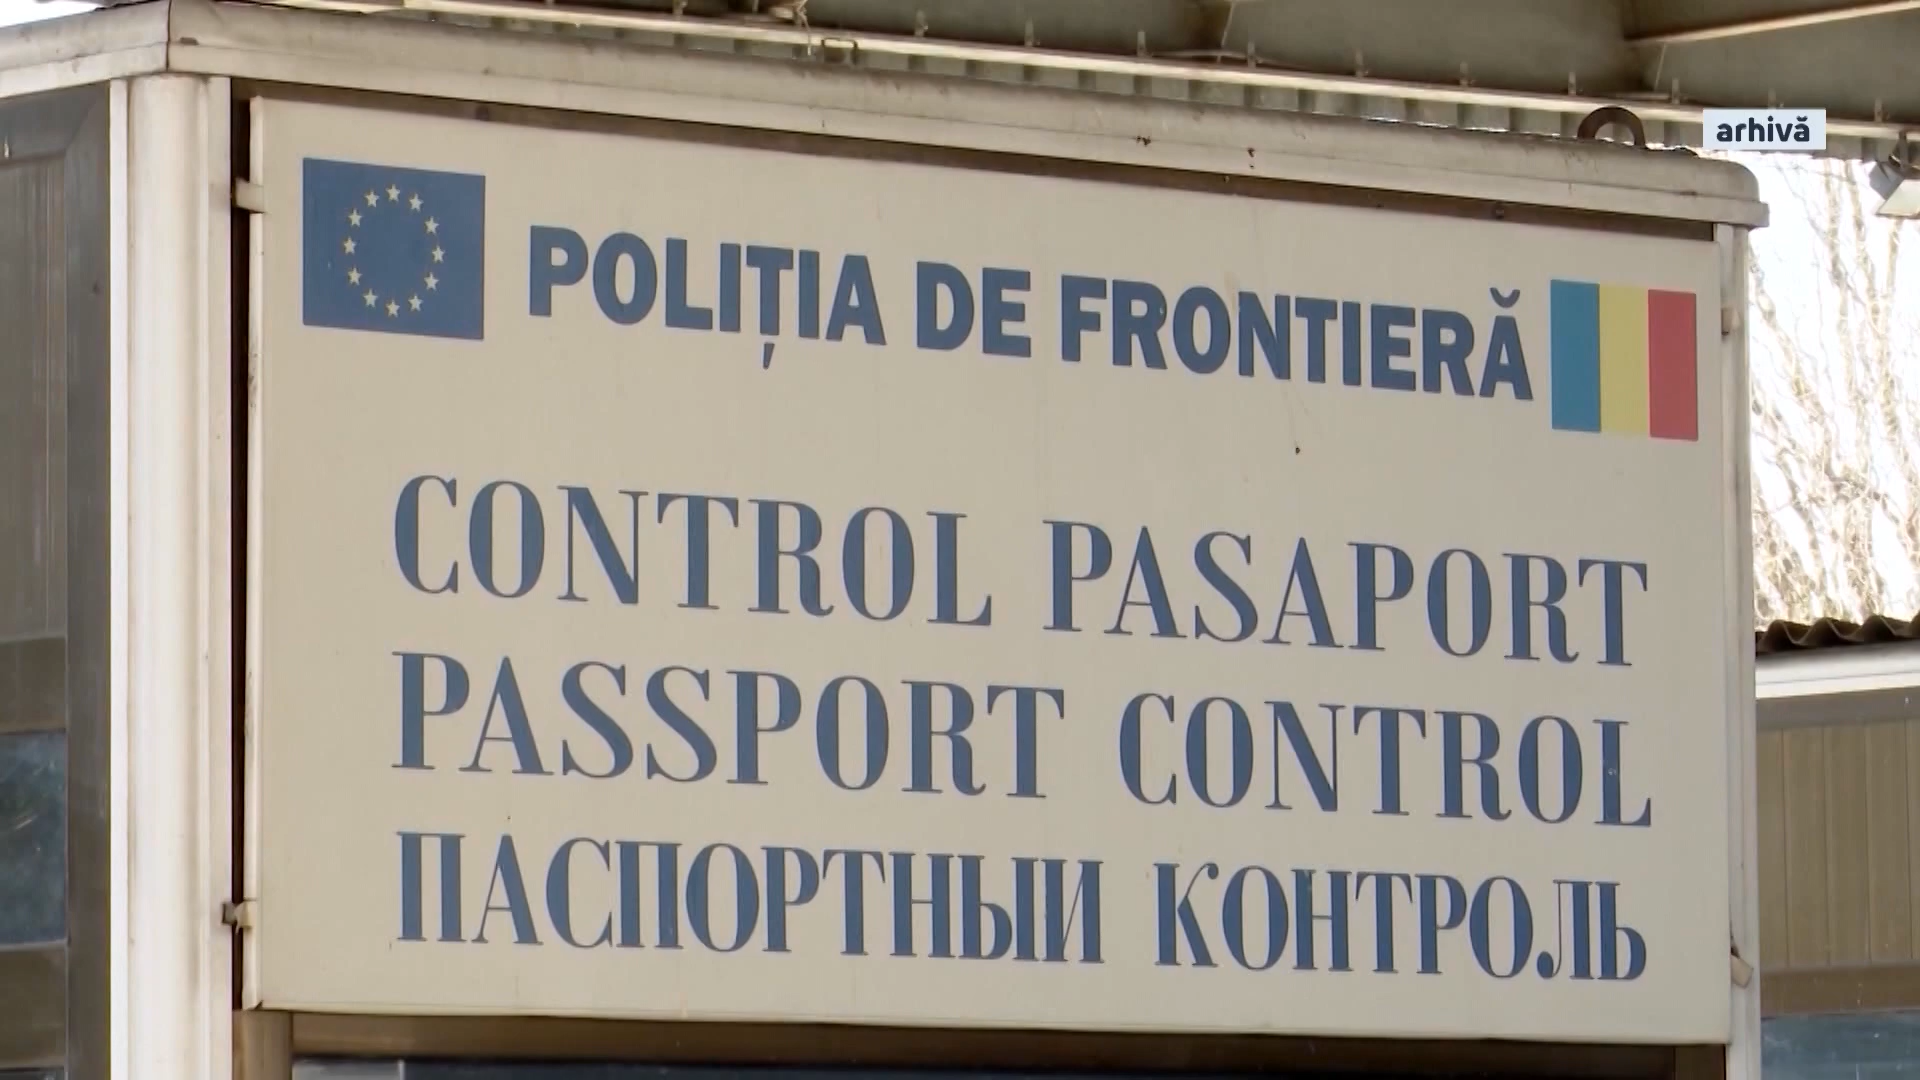 arhivă
POLIȚIA DE FRONTIERĂ
CONTROL PASAPORT
PASSPORT CONTROL
ПАСПОРТНЫИ КОНТРОЛЬ